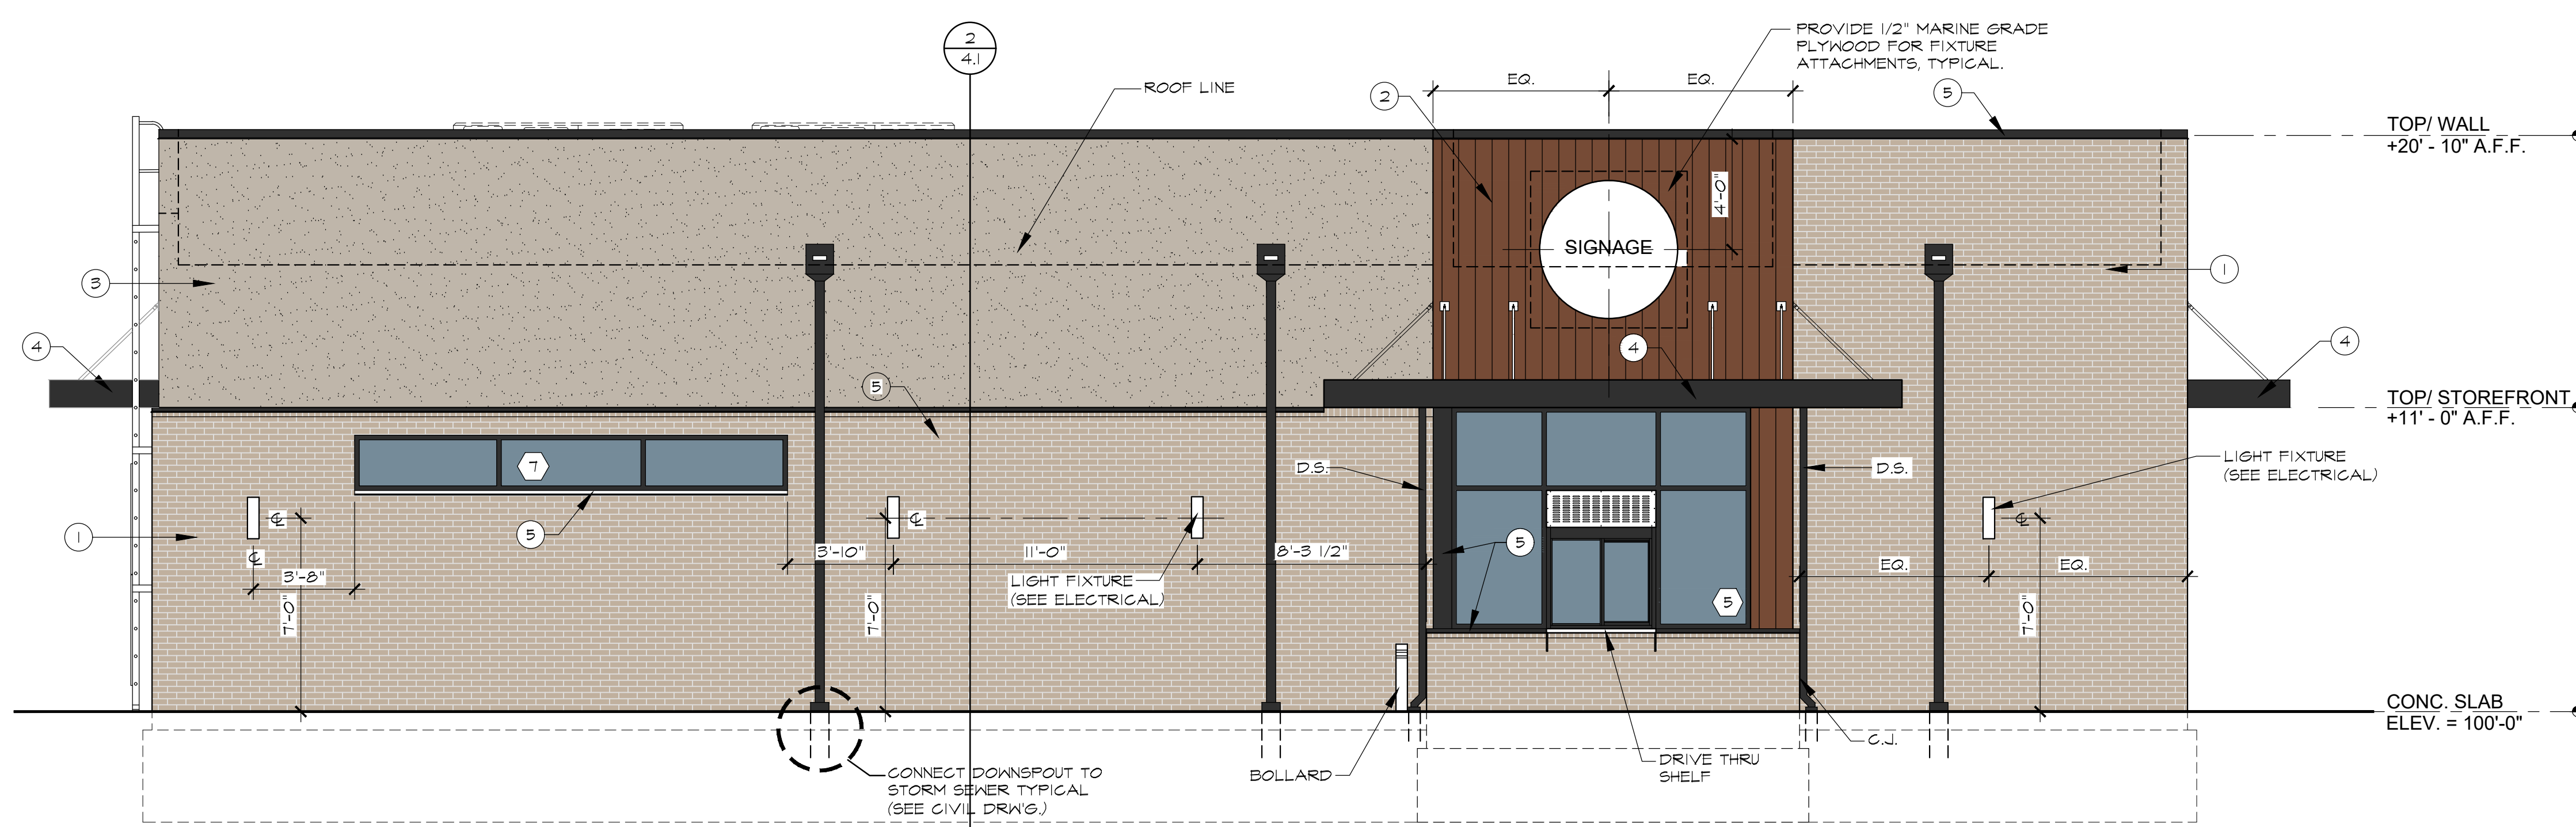 2
4.1
PROVIDE 1/2" MARINE GRADE
PLYWOOD FOR FIXTURE
ATTACHMENTS, TYPICAL.
ROOF LINE
EQ.
EQ.
2
5
TOP/ WALL
+20' - 10" A.F.F.
4'-0"
SIGNAGE
3
1
4
4
4
5
TOP/ STOREFRONT
+11' - 0" A.F.F.
7
D.S.
D.S.
LIGHT FIXTURE
(SEE ELECTRICAL)
℄
℄
℄
1
5
5
℄
3'-10"
11'-0"
8'-3 1/2"
3'-8"
LIGHT FIXTURE
(SEE ELECTRICAL)
EQ.
EQ.
7'-0"
7'-0"
5
7'-0"
CONC. SLAB
ELEV. = 100'-0"
C.J.
CONNECT DOWNSPOUT TO
STORM SEWER TYPICAL
(SEE CIVIL DRW'G.)
BOLLARD
DRIVE THRU
SHELF